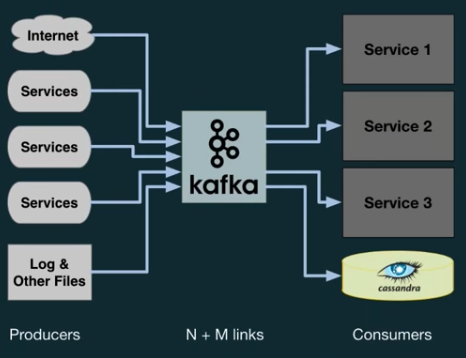 Internet
Services
Services
Services
Log &
Other Files
kafka
Service 1
Service 2
Service 3
cassandra
Producers
N + M links
Consumers